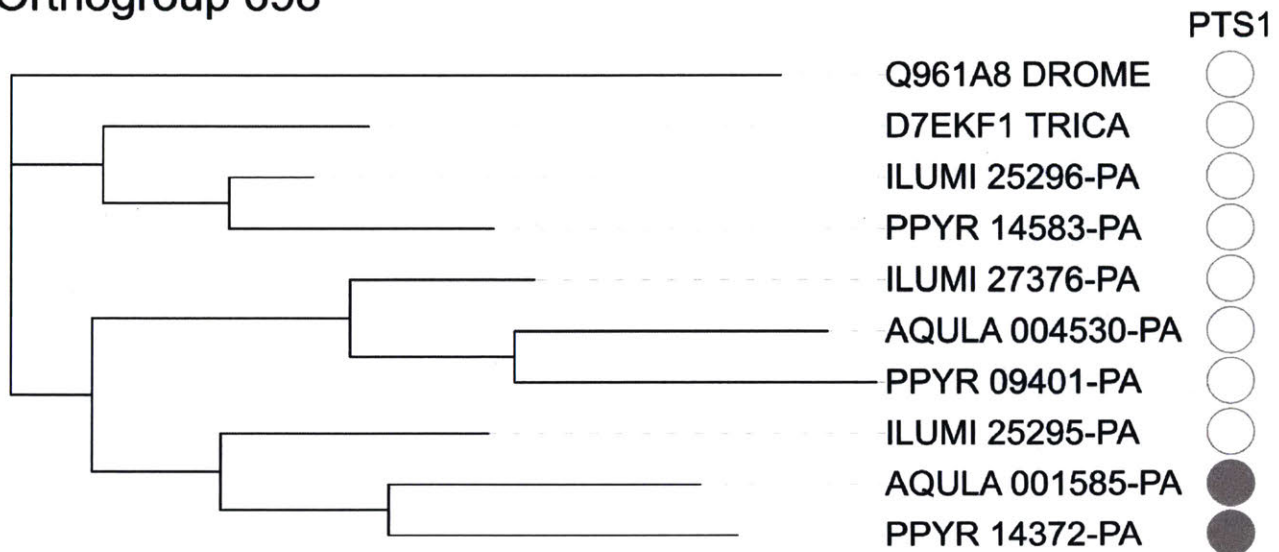 Orthogroup 698
PTS1
Q961A8 DROME
D7EKF1 TRICA
ILUMI 25296-PA
PPYR 14583-PA
ILUMI 27376-PA
AQULA 004530-PA
PPYR 09401-PA
ILUMI 25295-PA
AQULA 001585-PA
PPYR 14372-PA